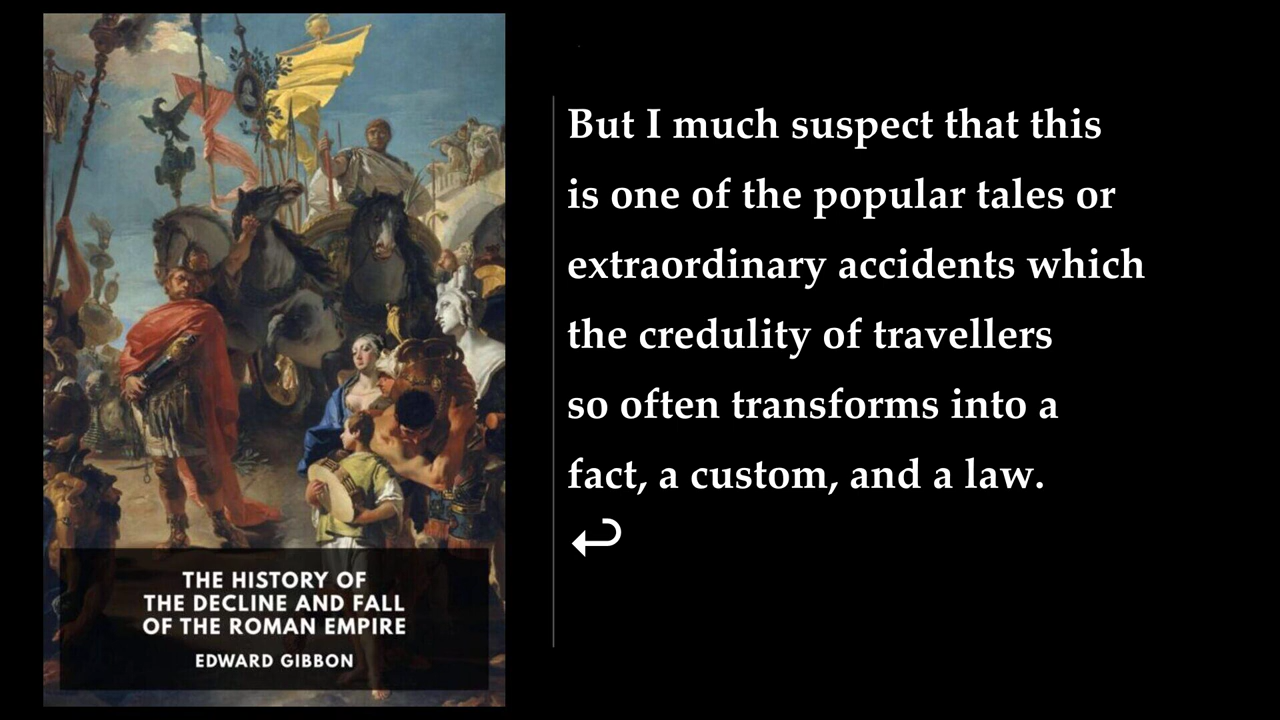 But I much suspect that this
is one of the popular tales or
extraordinary accidents which
the credulity of travellers
so often transforms into a
fact, a custom, and a law.
↩
THE HISTORY OF
THE DECLINE AND FALL
OF THE ROMAN EMPIRE
EDWARD GIBBON